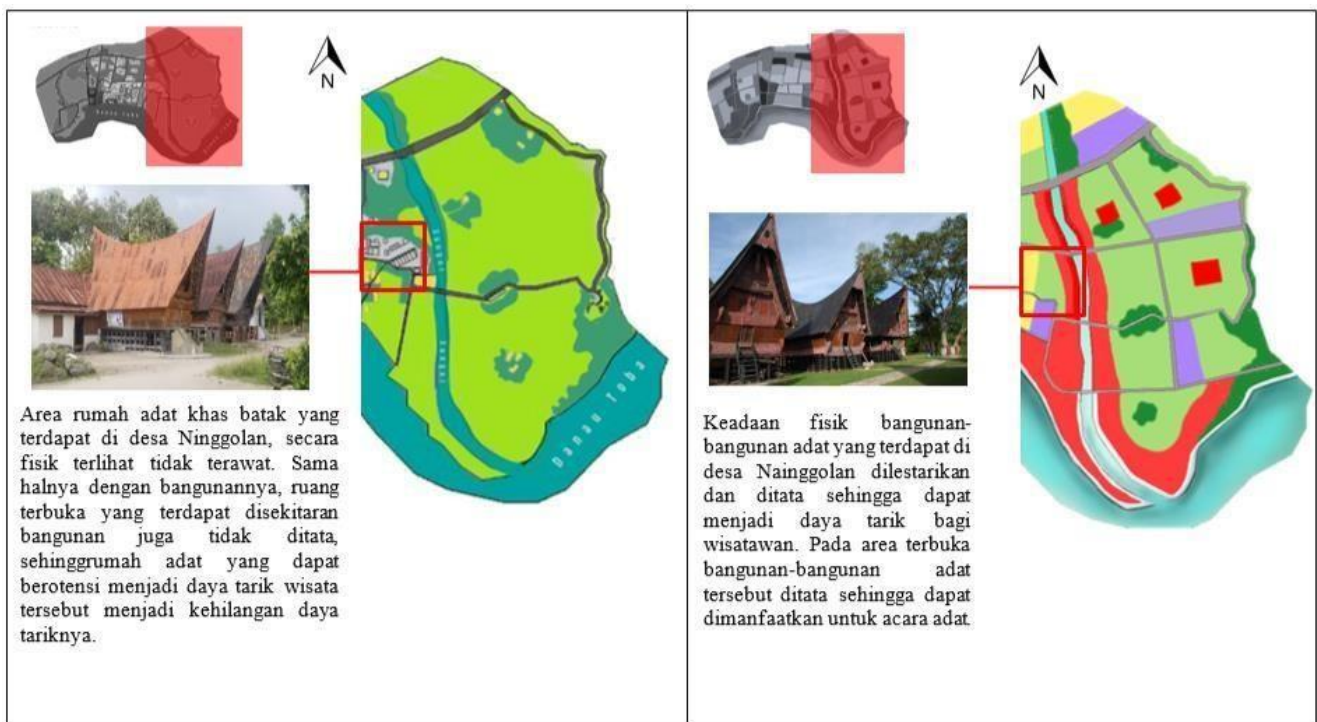 N
Sungai
Sungai
Danau Toba
Area rumah adat khas batak yang
terdapat di desa Ninggolan, secara
fisik terlihat tidak terawat. Sama
halnya dengan bangunannya, ruang
terbuka yang terdapat disekitaran
bangunan juga tidak ditata,
sehinggrumah adat yang dapat
berotensi menjadi daya tarik wisata
tersebut menjadi kehilangan daya
tariknya.
N
Keadaan fisik bangunan-
bangunan adat yang terdapat di
desa Nainggolan dilestarikan
dan ditata sehingga dapat
menjadi daya tarik bagi
wisatawan. Pada area terbuka
bangunan-bangunan adat
tersebut ditata sehingga dapat
dimanfaatkan untuk acara adat.